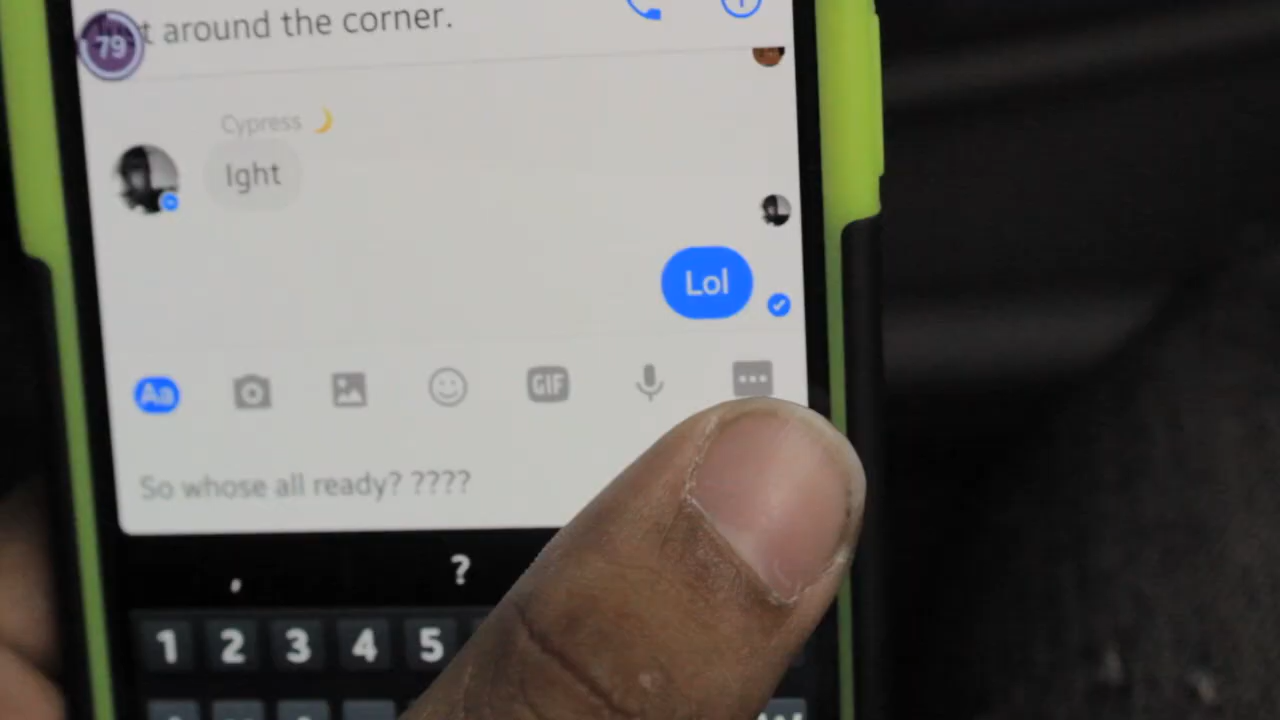 79
t around the corner.
Cypress 🌙
Ight
Lol
Aa
GIF
So whose all ready? ????
, ?
1 2 3 4 5